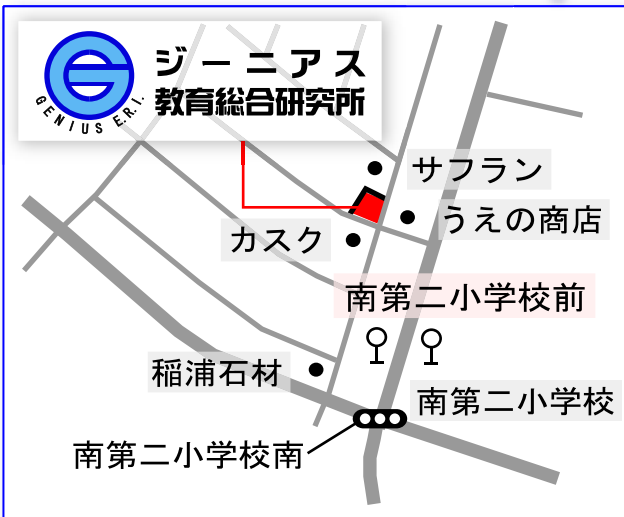 ジーニアス
教育総合研究所
G
GENIUS E.R.I.
サフラン
うえの商店
カスク
南第二小学校前
稲浦石材
南第二小学校
南第二小学校南